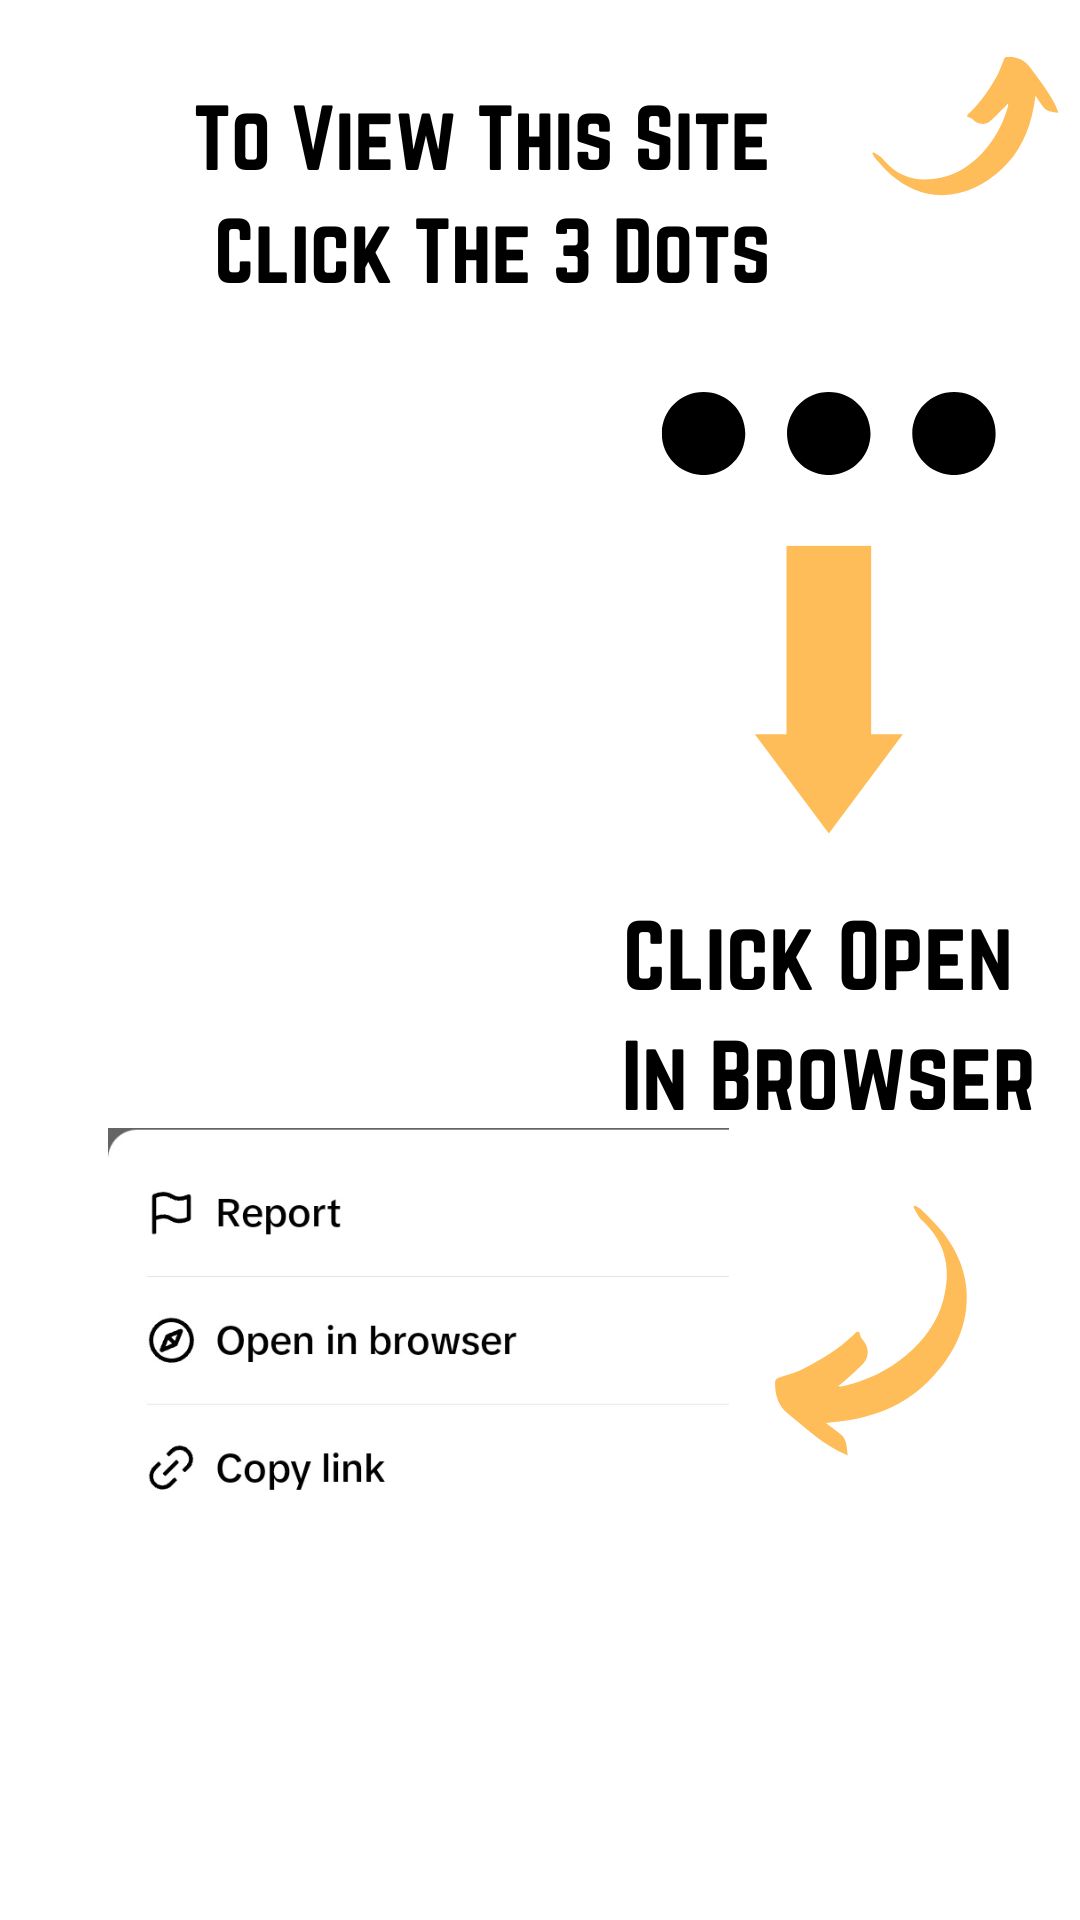 To View This Site
Click The 3 Dots
Click Open
In Browser
Report
Open in browser
Copy link